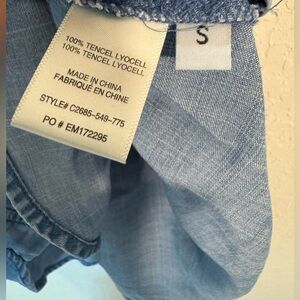 100% TENCEL LYOCELL
100% TENCEL LYOCELL
MADE IN CHINA
FABRIQUÉ EN CHINE
STYLE# C2685-549-775
PO # EM172295
S